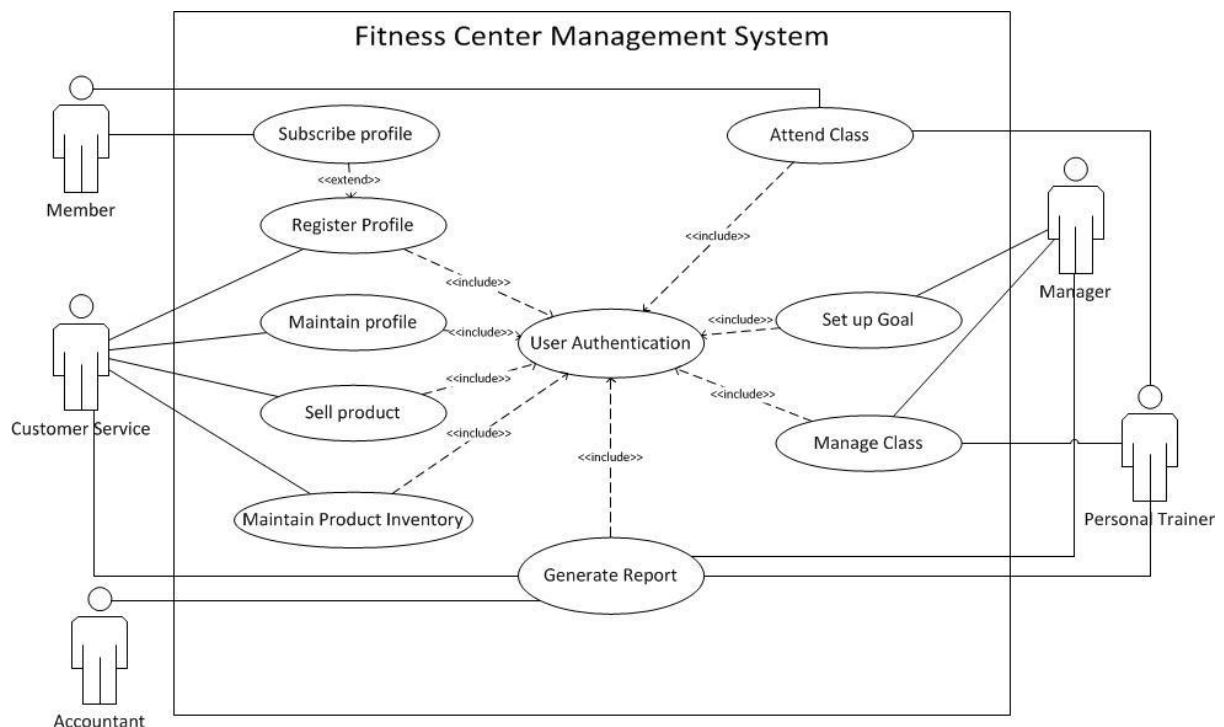 Fitness Center Management System
Member
Subscribe profile
<<extend>>
Register Profile
<<include>>
Attend Class
<<include>>
Manager
Customer Service
Maintain profile
<<include>>
User Authentication
<<include>>
Set up Goal
Sell product
<<include>>
<<include>>
Manage Class
<<include>>
Personal Trainer
Maintain Product Inventory
<<include>>
Generate Report
Accountant